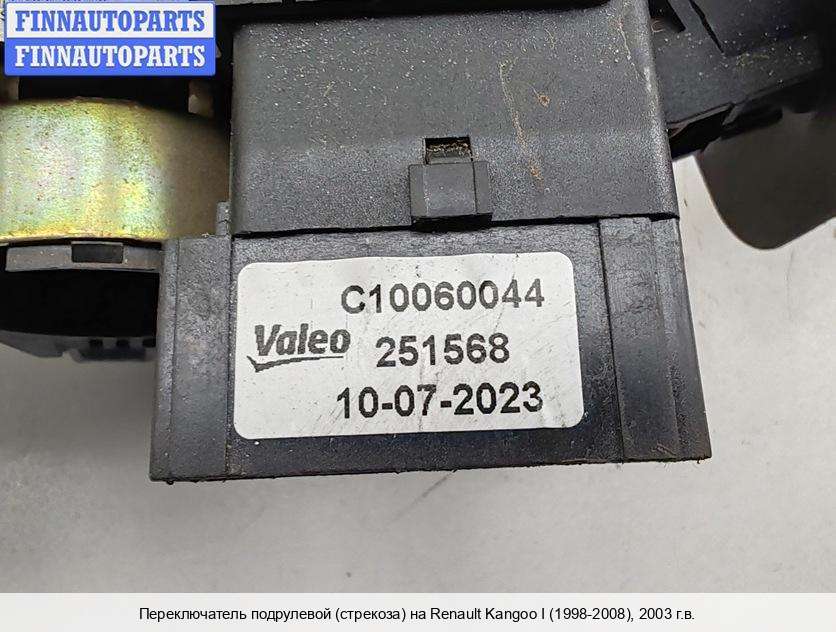 FINNAUTOPARTS
FINNAUTOPARTS
C10060044
Valeo 251568
10-07-2023
Переключатель подрулевой (стрекоза) на Renault Kangoo I (1998-2008), 2003 г.в.